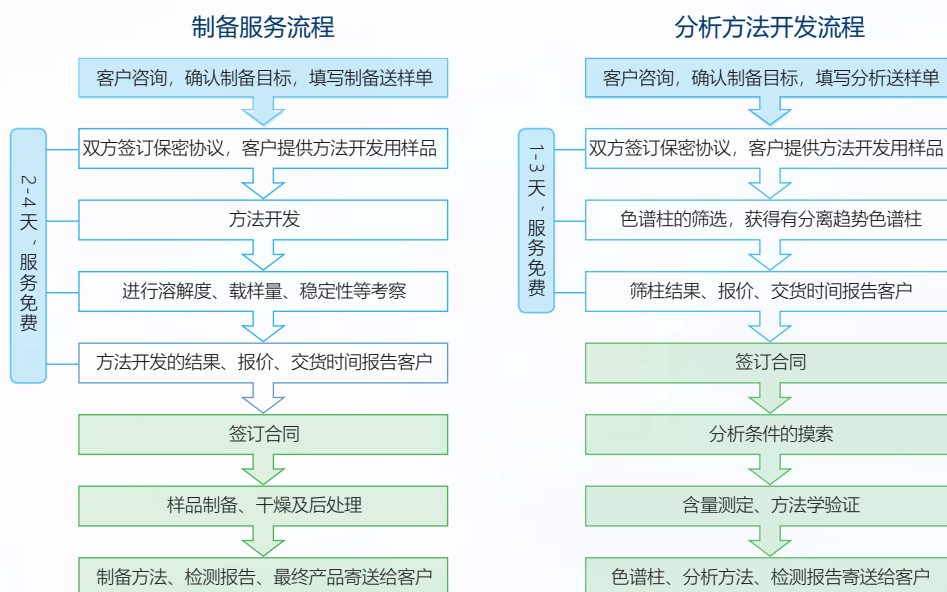 制备服务流程
客户咨询，确认制备目标，填写制备送样单
2-4天，服务免费
双方签订保密协议，客户提供方法开发用样品
方法开发
进行溶解度、载样量、稳定性等考察
方法开发的结果、报价、交货时间报告客户
签订合同
样品制备、干燥及后处理
制备方法、检测报告、最终产品寄送给客户
分析方法开发流程
客户咨询，确认制备目标，填写分析送样单
1-3天，服务免费
双方签订保密协议，客户提供方法开发用样品
色谱柱的筛选，获得有分离趋势色谱柱
筛柱结果、报价、交货时间报告客户
签订合同
分析条件的摸索
含量测定、方法学验证
色谱柱、分析方法、检测报告寄送给客户